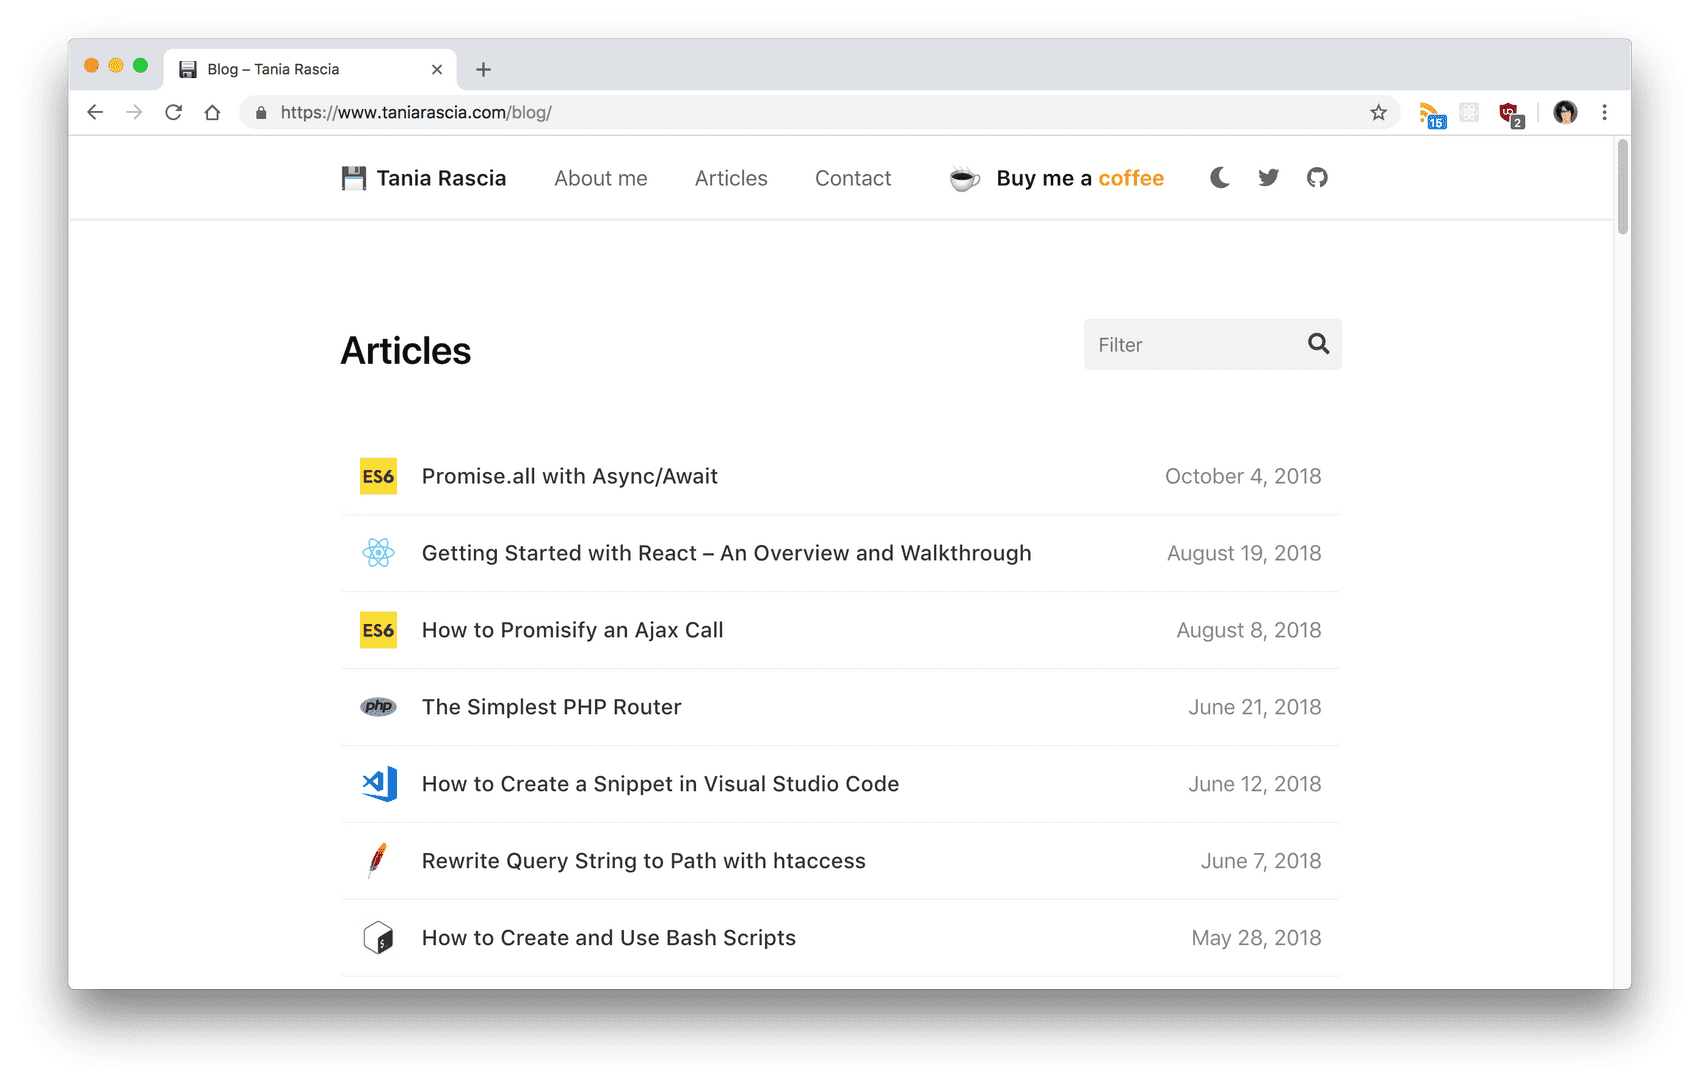 Blog – Tania Rascia
https://www.taniarascia.com/blog/
15
2
Tania Rascia About me Articles Contact Buy me a coffee
Articles
Filter
ES6 Promise.all with Async/Await October 4, 2018
Getting Started with React – An Overview and Walkthrough August 19, 2018
ES6 How to Promisify an Ajax Call August 8, 2018
php The Simplest PHP Router June 21, 2018
How to Create a Snippet in Visual Studio Code June 12, 2018
Rewrite Query String to Path with htaccess June 7, 2018
$ How to Create and Use Bash Scripts May 28, 2018